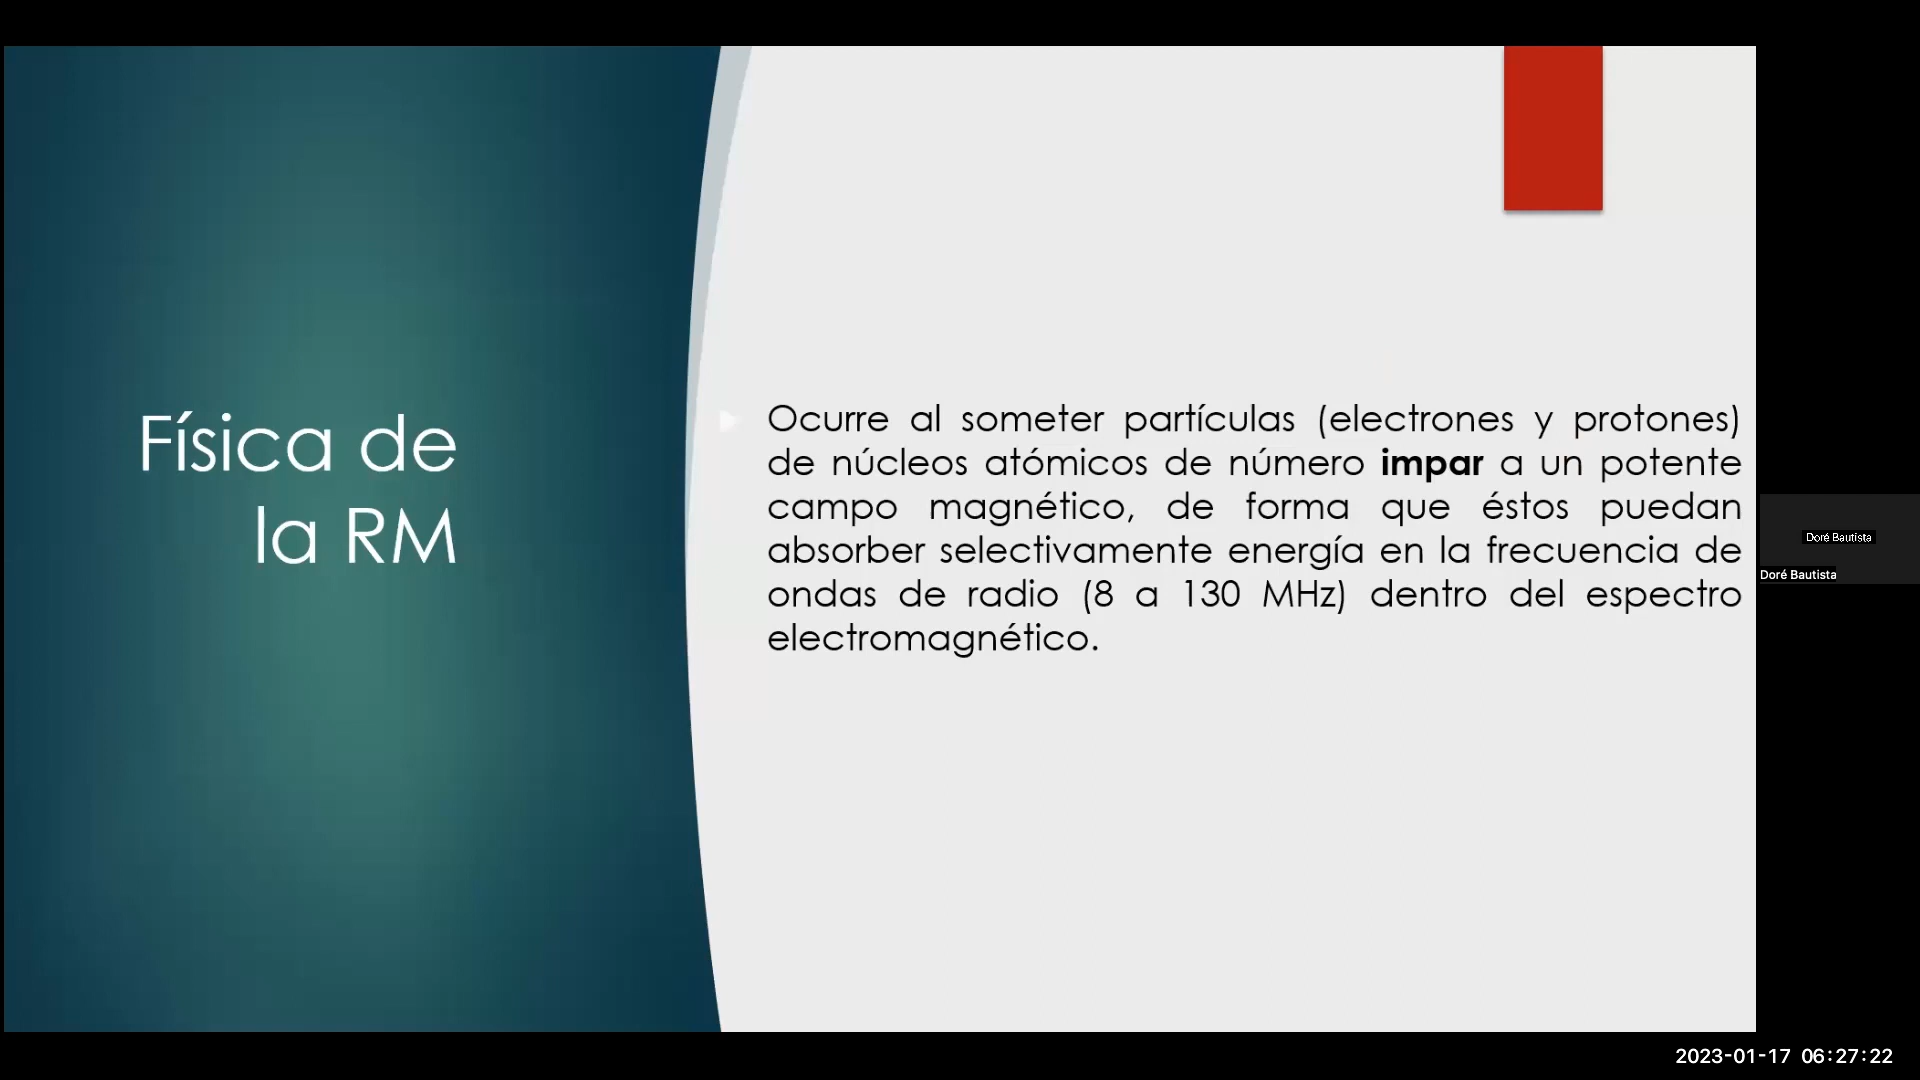 Física de
la RM
Ocurre al someter partículas (electrones y protones)
de núcleos atómicos de número impar a un potente
campo magnético, de forma que éstos puedan
absorber selectivamente energía en la frecuencia de
ondas de radio (8 a 130 MHz) dentro del espectro
electromagnético.
Doré Bautista
Doré Bautista
2023-01-17 06:27:22